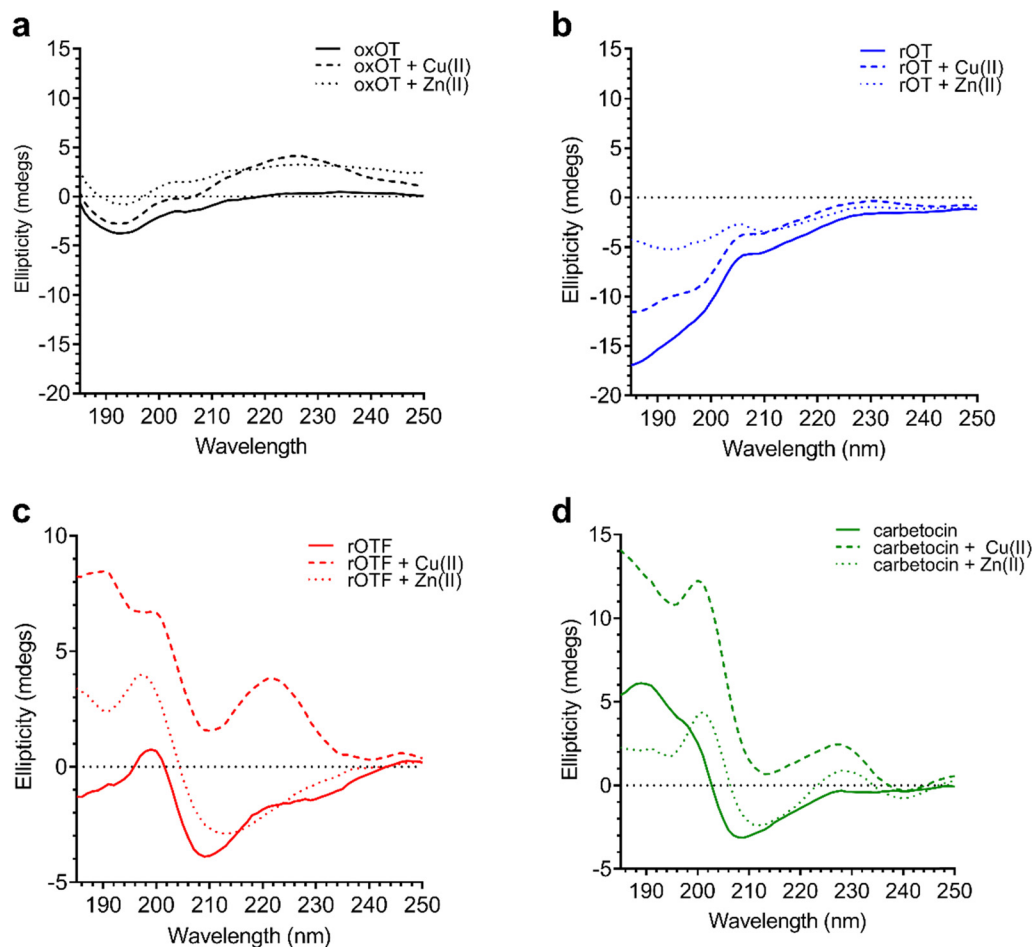 a
oxOT
oxOT + Cu(II)
oxOT + Zn(II)
Ellipticity (mdegs)
15
10
5
0
-5
-10
-15
-20
190 200 210 220 230 240 250
Wavelength
b
rOT
rOT + Cu(II)
rOT + Zn(II)
Ellipticity (mdegs)
15
10
5
0
-5
-10
-15
-20
190 200 210 220 230 240 250
Wavelength (nm)
c
rOTF
rOTF + Cu(II)
rOTF + Zn(II)
Ellipticity (mdegs)
10
5
0
-5
190 200 210 220 230 240 250
Wavelength (nm)
d
carbetocin
carbetocin + Cu(II)
carbetocin + Zn(II)
Ellipticity (mdegs)
15
10
5
0
-5
190 200 210 220 230 240 250
Wavelength (nm)